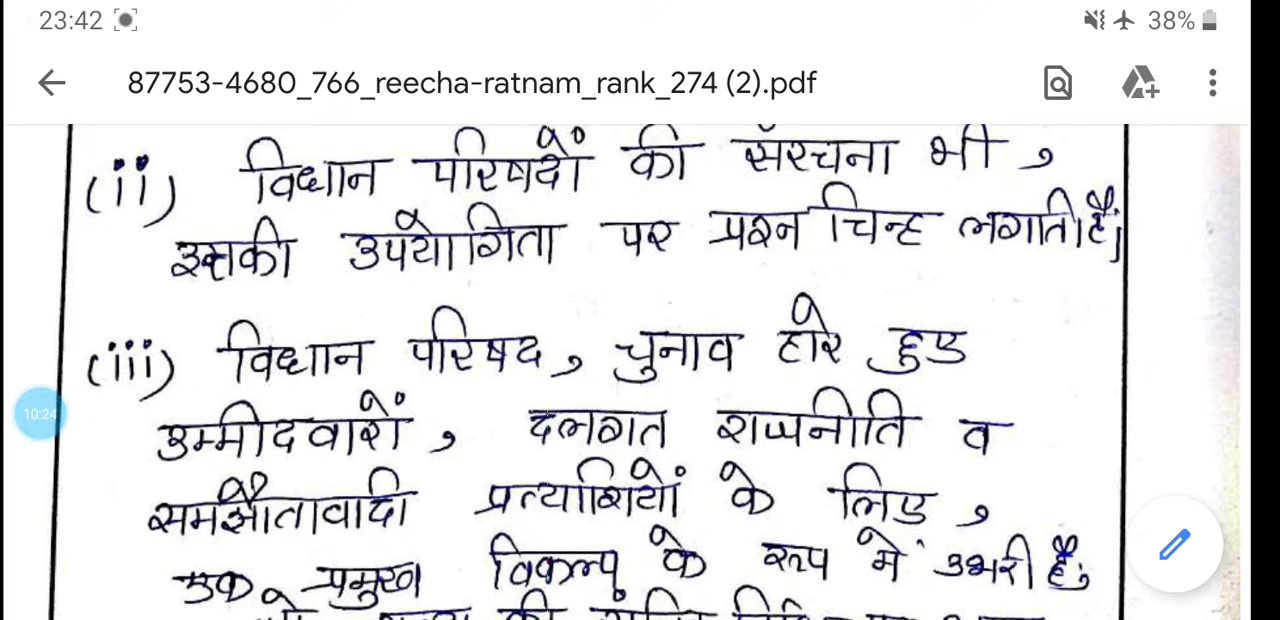 23:42
38%
87753-4680_766_reecha-ratnam_rank_274 (2).pdf
(ii) विधान परिषदों की संरचना भी,
इसकी उपयोगिता पर प्रश्न चिन्ह लगाती है;
(iii) विधान परिषद, चुनाव हारे हुए
10:24
उम्मीदवारों, दलगत राजनीति व
समझौतावादी प्रत्याशियों के लिए,
एक प्रमुख विकल्प के रूप में उभरी है;